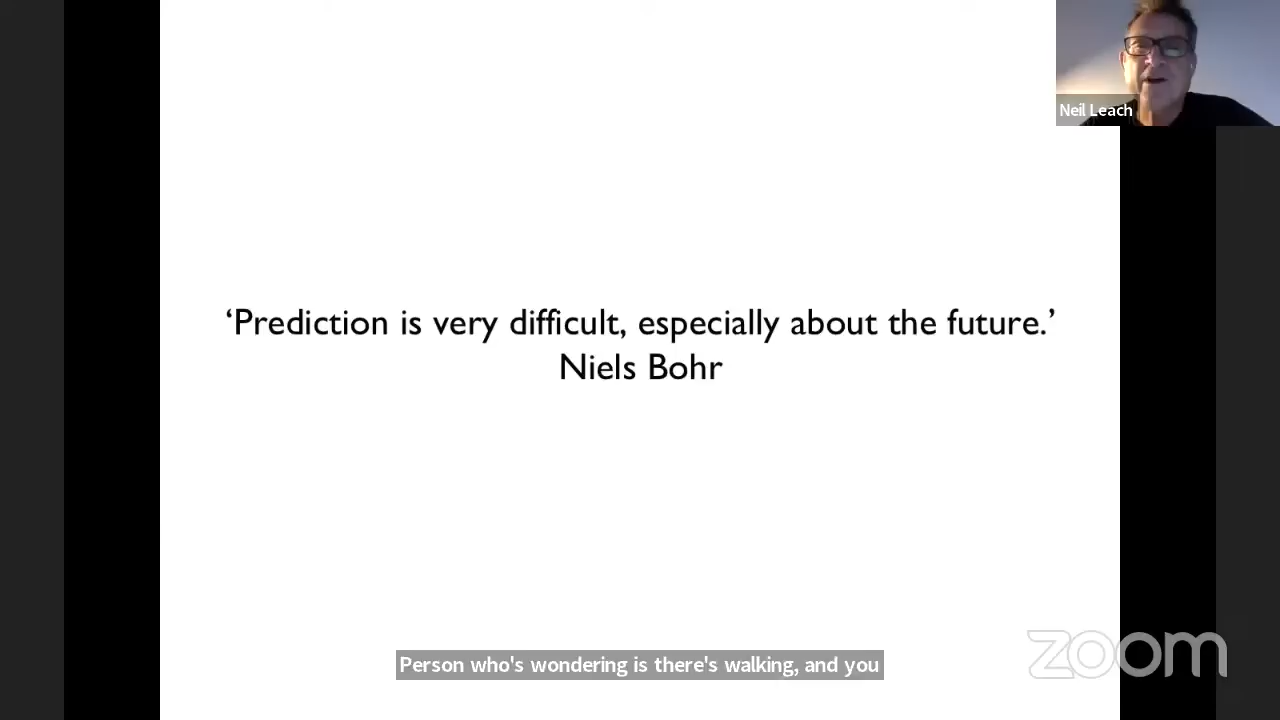 Neil Leach
‘Prediction is very difficult, especially about the future.’
Niels Bohr
Person who's wondering is there's walking, and you
zoom